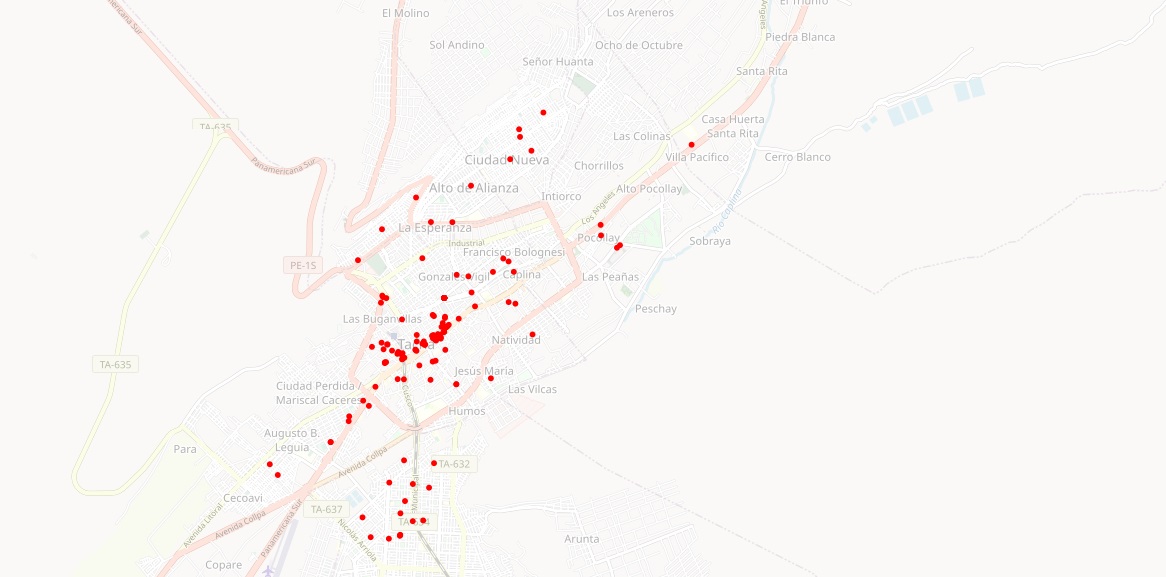 El Molino
Los Areneros
El Triunfo
Americana Sur
Angeles
Piedra Blanca
Sol Andino
Ocho de Octubre
Señor Huanta
Santa Rita
TA-635
Casa Huerta
Santa Rita
Las Colinas
Panamericana Sur
Ciudad Nueva
Chorrillos
Villa Pacifico
Cerro Blanco
Alto de Alianza
Intiorco
Alto Pocollay
Los Angeles
Río Caplina
La Esperanza
Industrial
Pocollay
Sobraya
Francisco Bolognesi
PE-1S
Gonzales Vigil
Caplina
Las Peañas
Peschay
Las Buganvillas
Tacna
Natividad
TA-635
Jesús María
Ciudad Perdida /
Mariscal Caceres
Las Vilcas
Cuzco
Humos
Augusto B.
Leguia
Para
Avenida Collpa
TA-632
Cecoavi
Avenida Litoral
Municipal
TA-637
Avenida Collpa
Panamericana Sur
Nicolás Arriola
Arunta
Copare